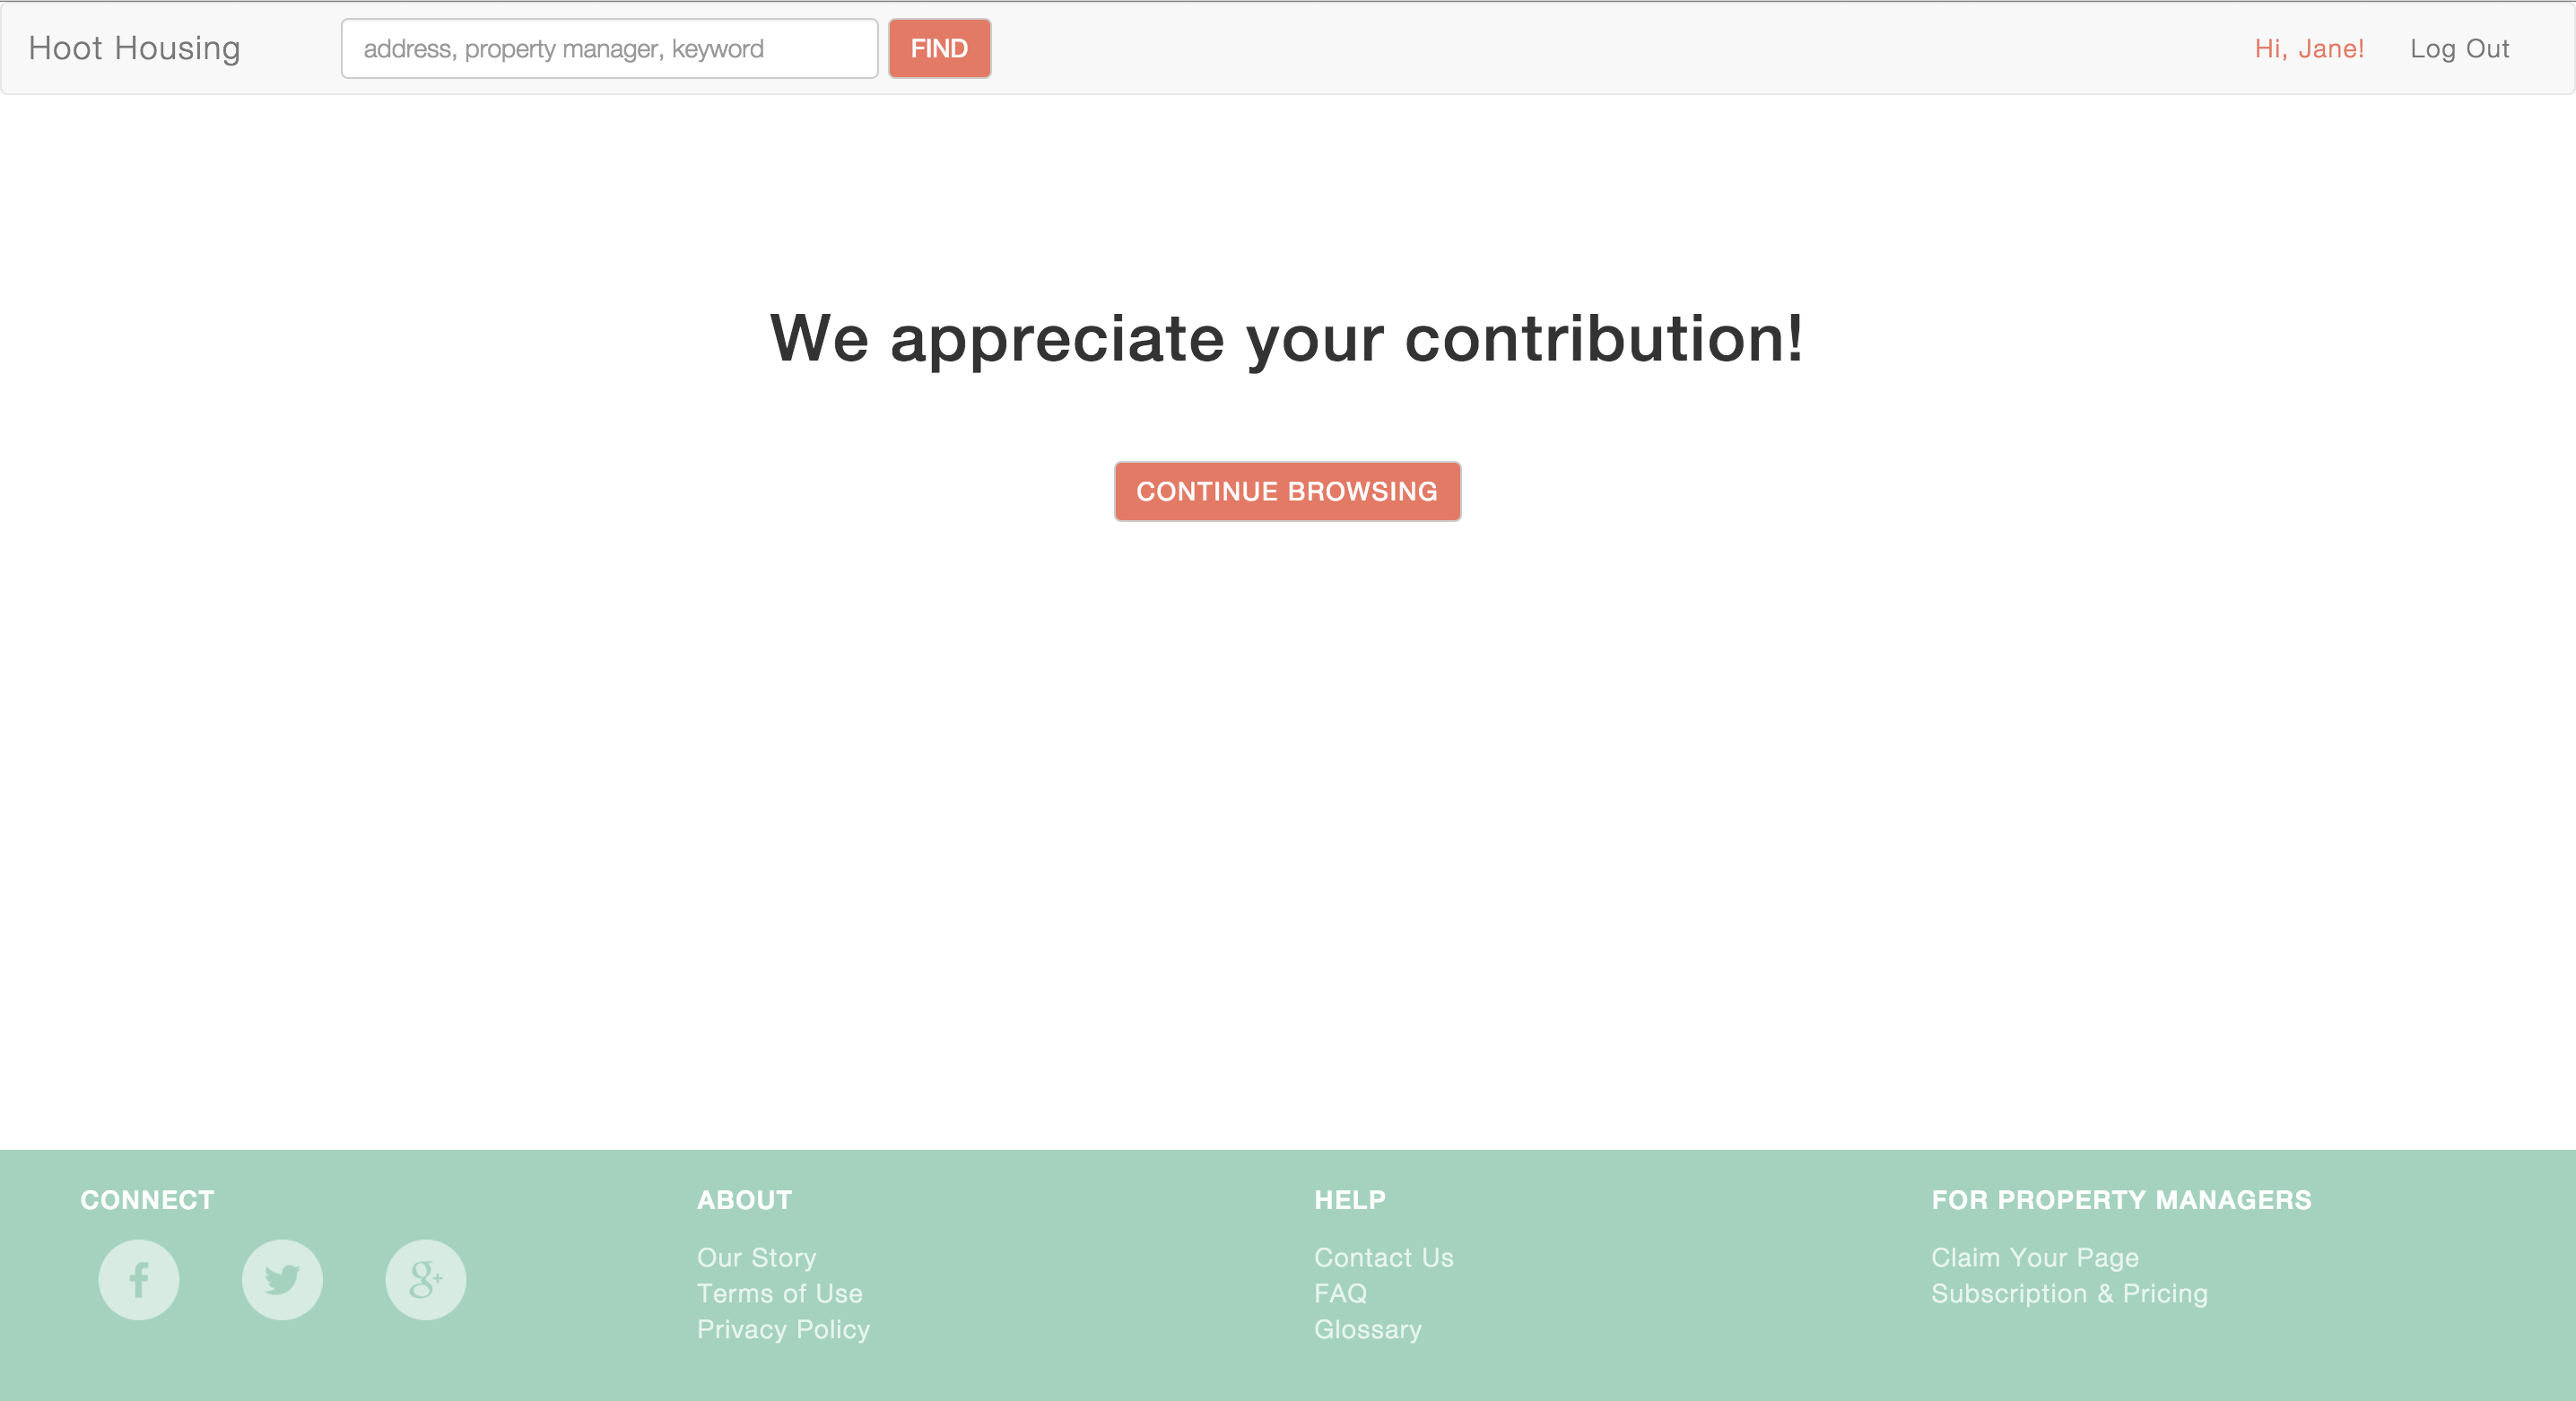 Hoot Housing
address, property manager, keyword
FIND
Hi, Jane!
Log Out
We appreciate your contribution!
CONTINUE BROWSING
CONNECT
f
g+
ABOUT
Our Story
Terms of Use
Privacy Policy
HELP
Contact Us
FAQ
Glossary
FOR PROPERTY MANAGERS
Claim Your Page
Subscription & Pricing